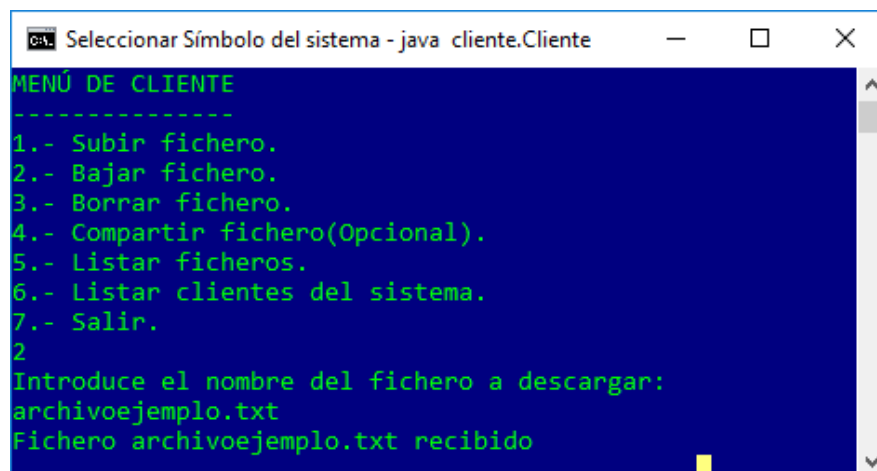 Seleccionar Símbolo del sistema - java cliente.Cliente
MENÚ DE CLIENTE
---------------
1.- Subir fichero.
2.- Bajar fichero.
3.- Borrar fichero.
4.- Compartir fichero(Opcional).
5.- Listar ficheros.
6.- Listar clientes del sistema.
7.- Salir.
2
Introduce el nombre del fichero a descargar:
archivoejemplo.txt
Fichero archivoejemplo.txt recibido